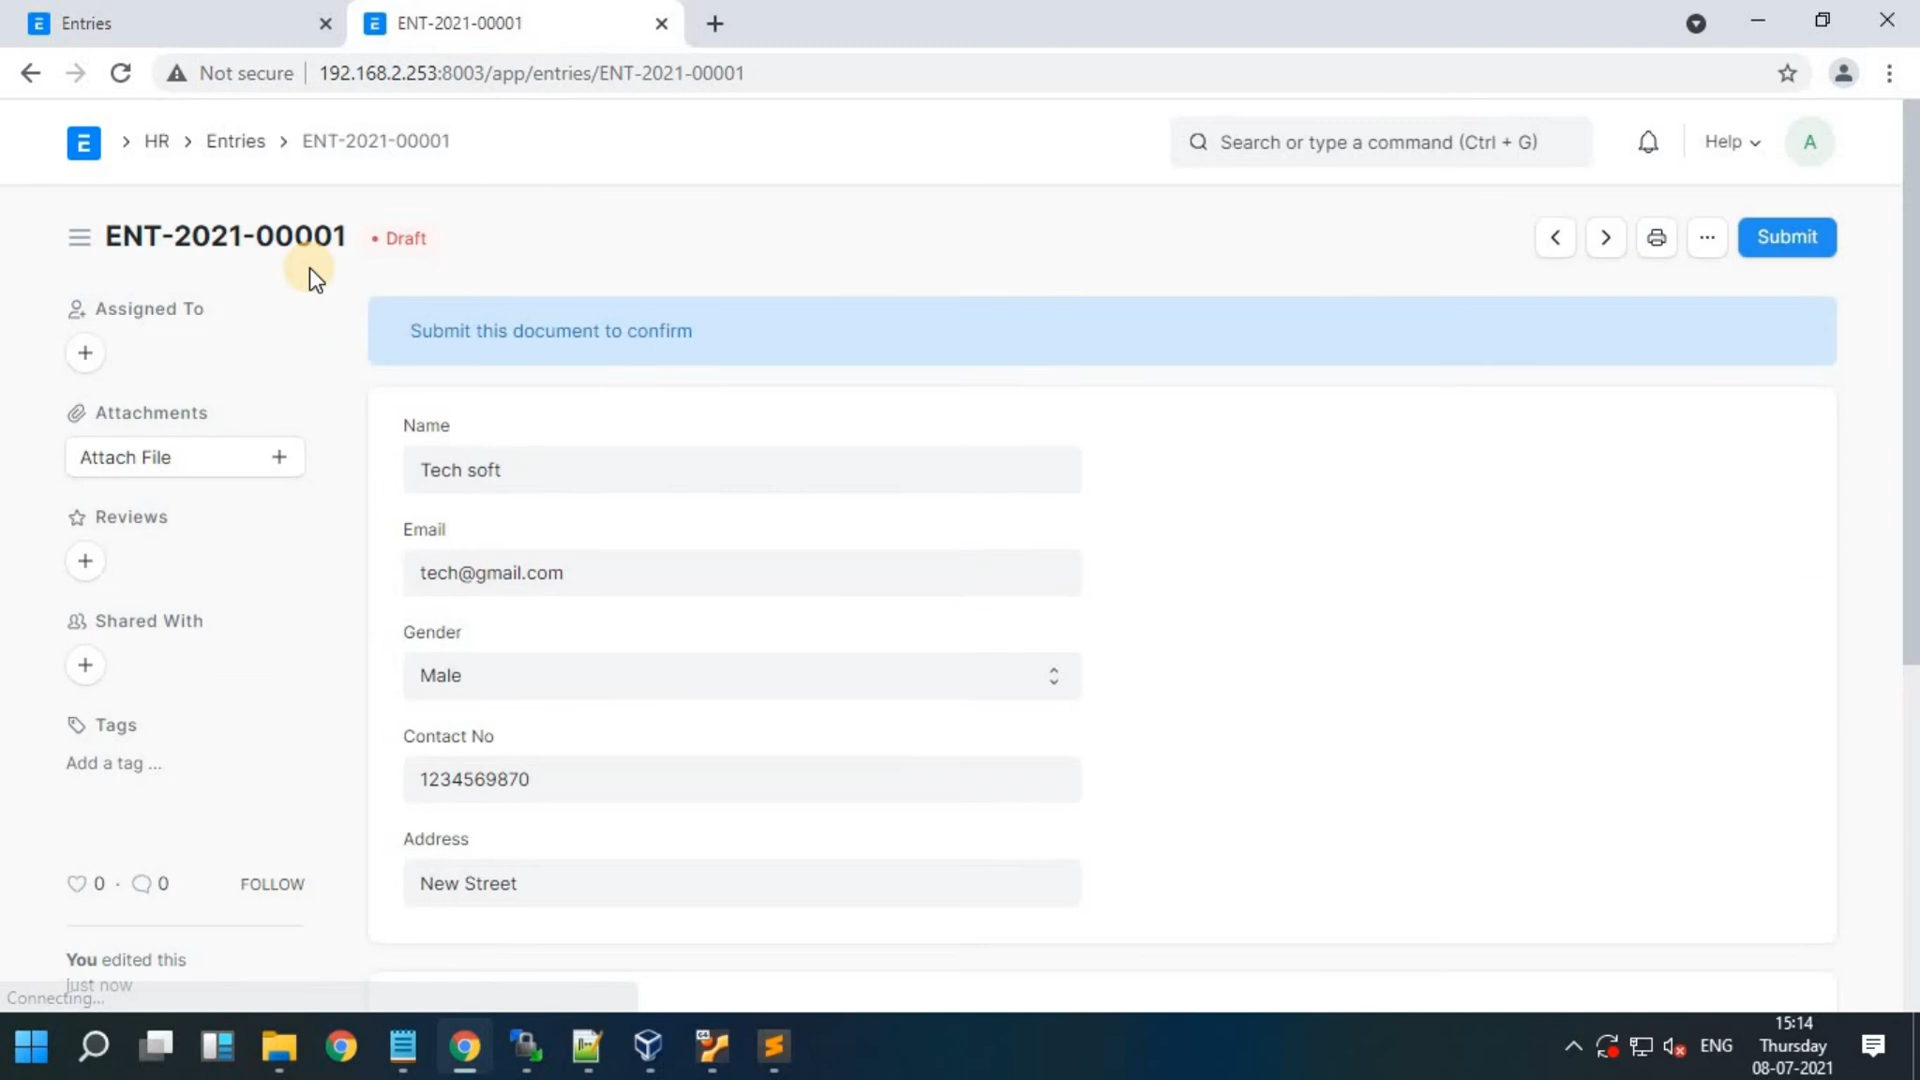 Entries
ENT-2021-00001
Not secure
192.168.2.253:8003/app/entries/ENT-2021-00001
E
HR
Entries
ENT-2021-00001
Search or type a command (Ctrl + G)
Help
A
ENT-2021-00001
• Draft
Submit
Assigned To
Submit this document to confirm
Attachments
Attach File
Reviews
Shared With
Tags
Add a tag ...
Name
Tech soft
Email
tech@gmail.com
Gender
Male
Contact No
1234569870
Address
New Street
0 · 0
FOLLOW
You edited this
just now
Connecting...
ENG
15:14
Thursday
08-07-2021